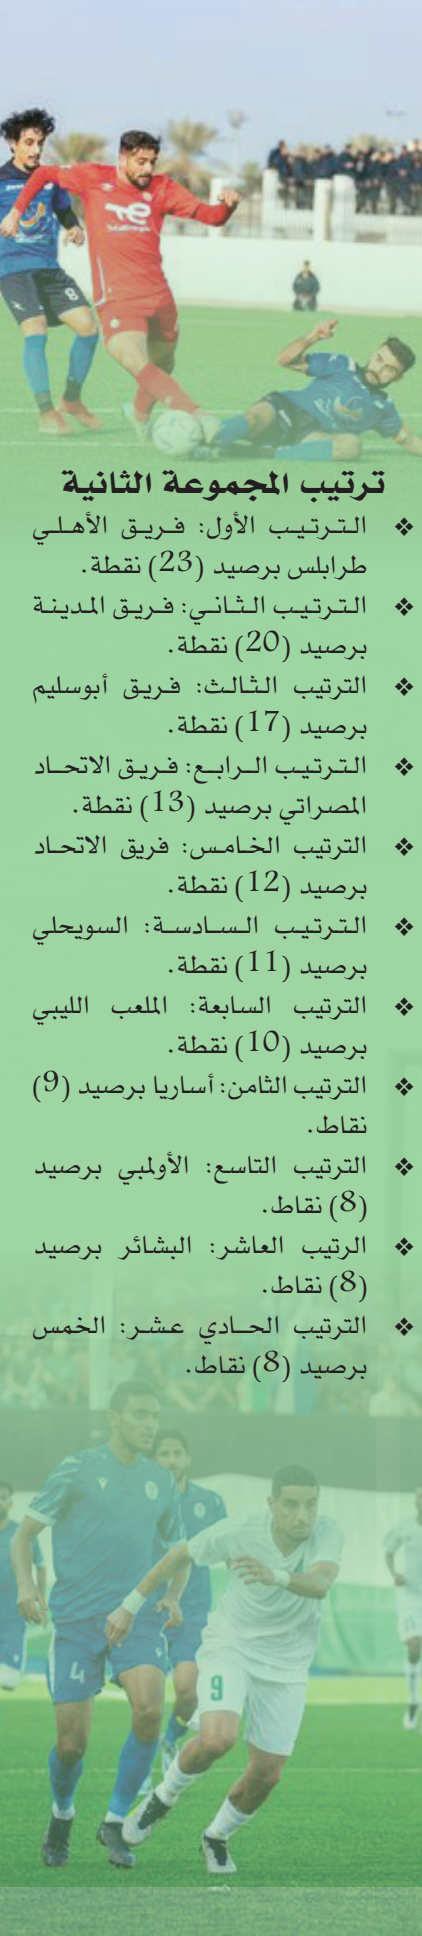 ترتيب المجموعة الثانية
❖ الترتيب الأول: فريق الأهلي
طرابلس برصيد (23) نقطة.
❖ الترتيب الثاني: فريق المدينة
برصيد (20) نقطة.
❖ الترتيب الثالث: فريق أبوسليم
برصيد (17) نقطة.
❖ الترتيب الرابع: فريق الاتحاد
المصراتي برصيد (13) نقطة.
❖ الترتيب الخامس: فريق الاتحاد
برصيد (12) نقطة.
❖ الترتيب السادسة: السويحلي
برصيد (11) نقطة.
❖ الترتيب السابعة: الملعب الليبي
برصيد (10) نقطة.
❖ الترتيب الثامن: أساريا برصيد (9)
نقاط.
❖ الترتيب التاسع: الأولمبي برصيد
(8) نقاط.
❖ الرتيب العاشر: البشائر برصيد
(8) نقاط.
❖ الترتيب الحادي عشر: الخمس
برصيد (8) نقاط.
8
4
9